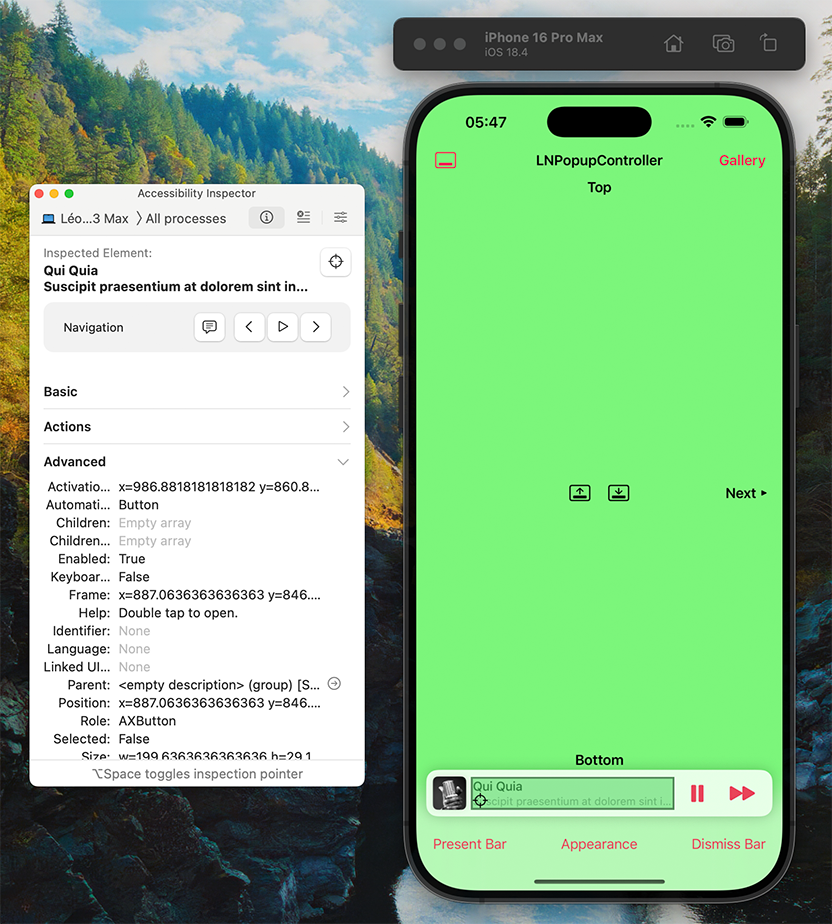 iPhone 16 Pro Max
iOS 18.4
05:47
LNPopupController
Gallery
Top
Accessibility Inspector
Léo...3 Max 〉All processes
Inspected Element:
Qui Quia
Suscipit praesentium at dolorem sint in...
Navigation
Basic
Actions
Advanced
Activatio... x=986.8818181818182 y=860.8...
Automati... Button
Children: Empty array
Children... Empty array
Enabled: True
Keyboar... False
Frame: x=887.0636363636363 y=846....
Help: Double tap to open.
Identifier: None
Language: None
Linked UI... None
Parent: <empty description> (group) [S...
Position: x=887.0636363636363 y=846....
Role: AXButton
Selected: False
Size: w=199.6363636363636 h=29.1
⌥Space toggles inspection pointer
Next ▸
Bottom
Qui Quia
Suscipit praesentium at dolorem sint i...
Present Bar
Appearance
Dismiss Bar